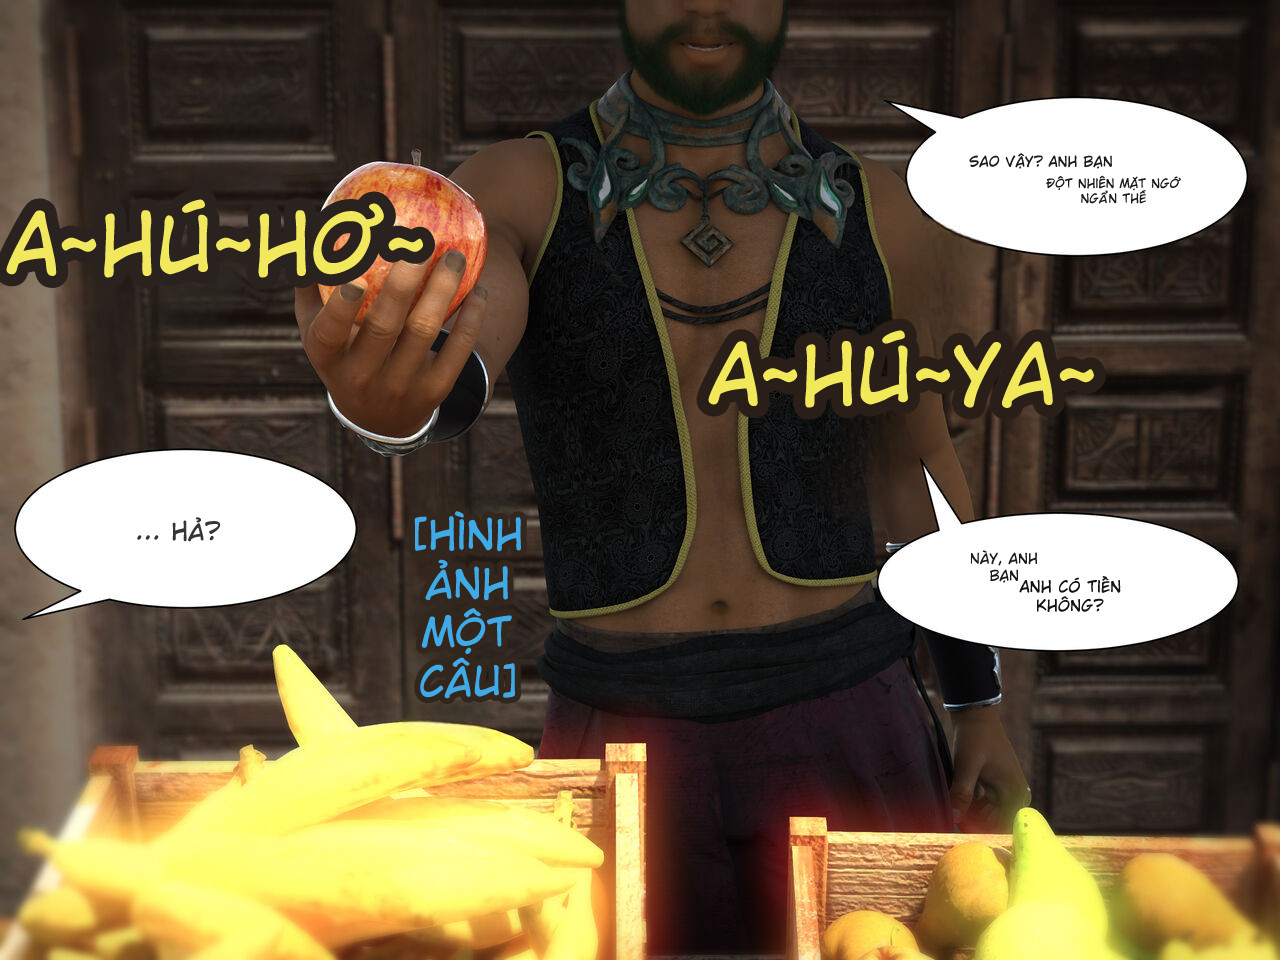 SAO VẬY? ANH BẠN
ĐỘT NHIÊN MẶT NGỚ
NGẨN THẾ
A~HÚ~HƠ~
A~HÚ~YA~
... HẢ?
[HÌNH
ẢNH
MỘT
CÂU]
NÀY, ANH
BẠN
ANH CÓ TIỀN
KHÔNG?